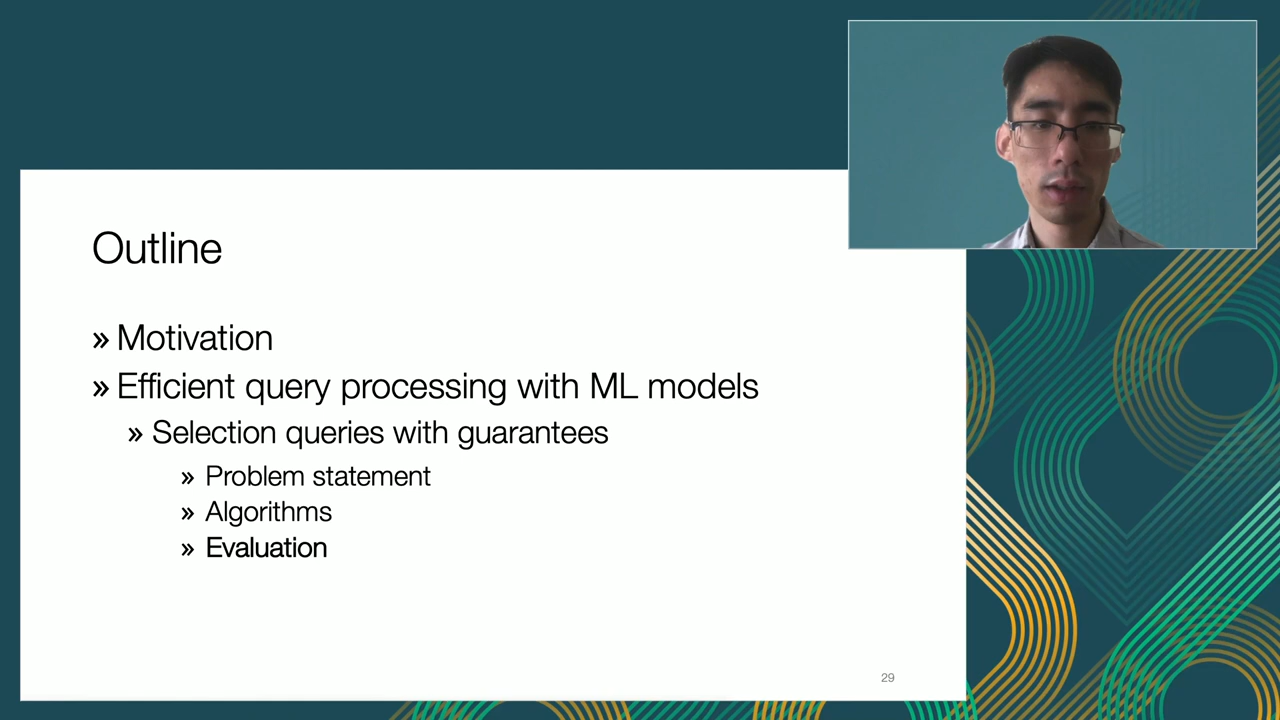 Outline
» Motivation
» Efficient query processing with ML models
» Selection queries with guarantees
» Problem statement
» Algorithms
» Evaluation
29